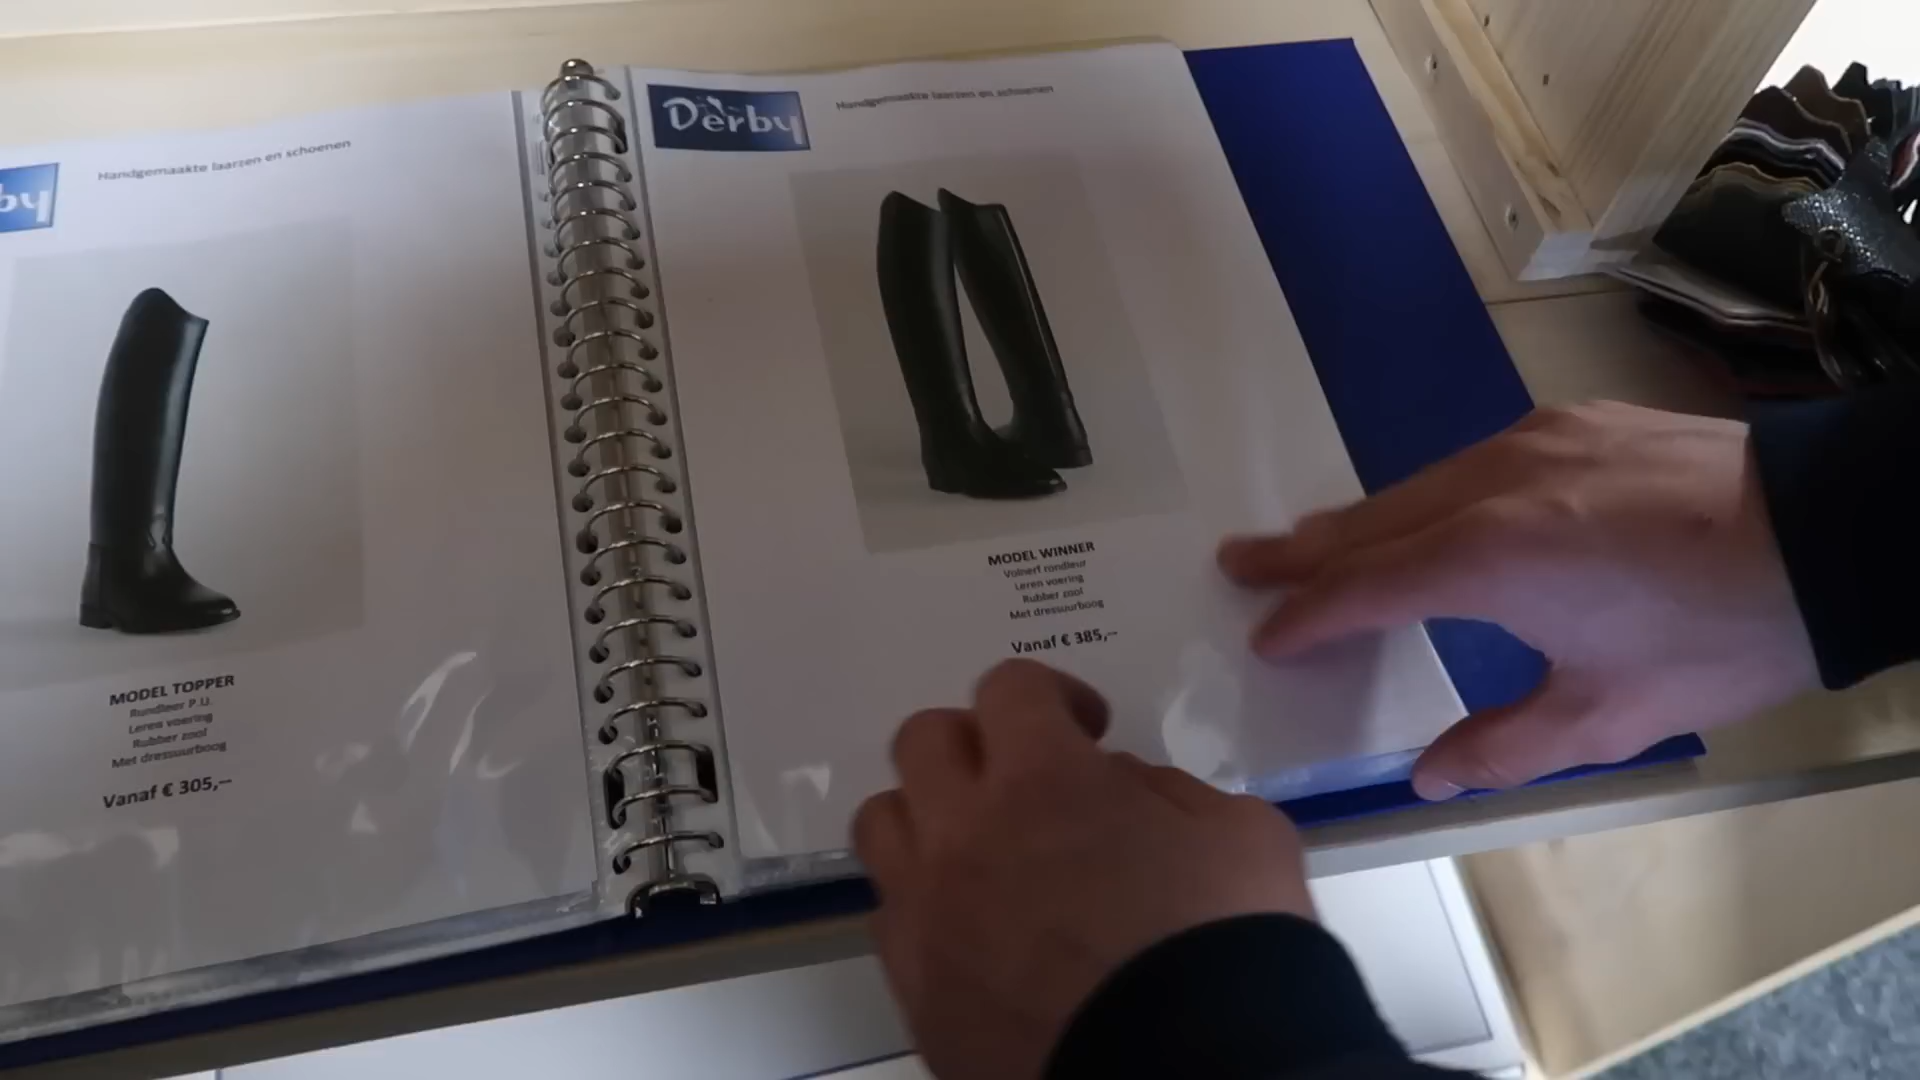 by
Handgemaakte laarzen en schoenen
MODEL TOPPER
Rundleer P.U.
Leren voering
Rubber zool
Met dressuurboog
Vanaf € 305,--
Derby
Handgemaakte laarzen en schoenen
MODEL WINNER
Volnerf rondleur
Leren voering
Rubber zool
Met dressuurboog
Vanaf € 385,--